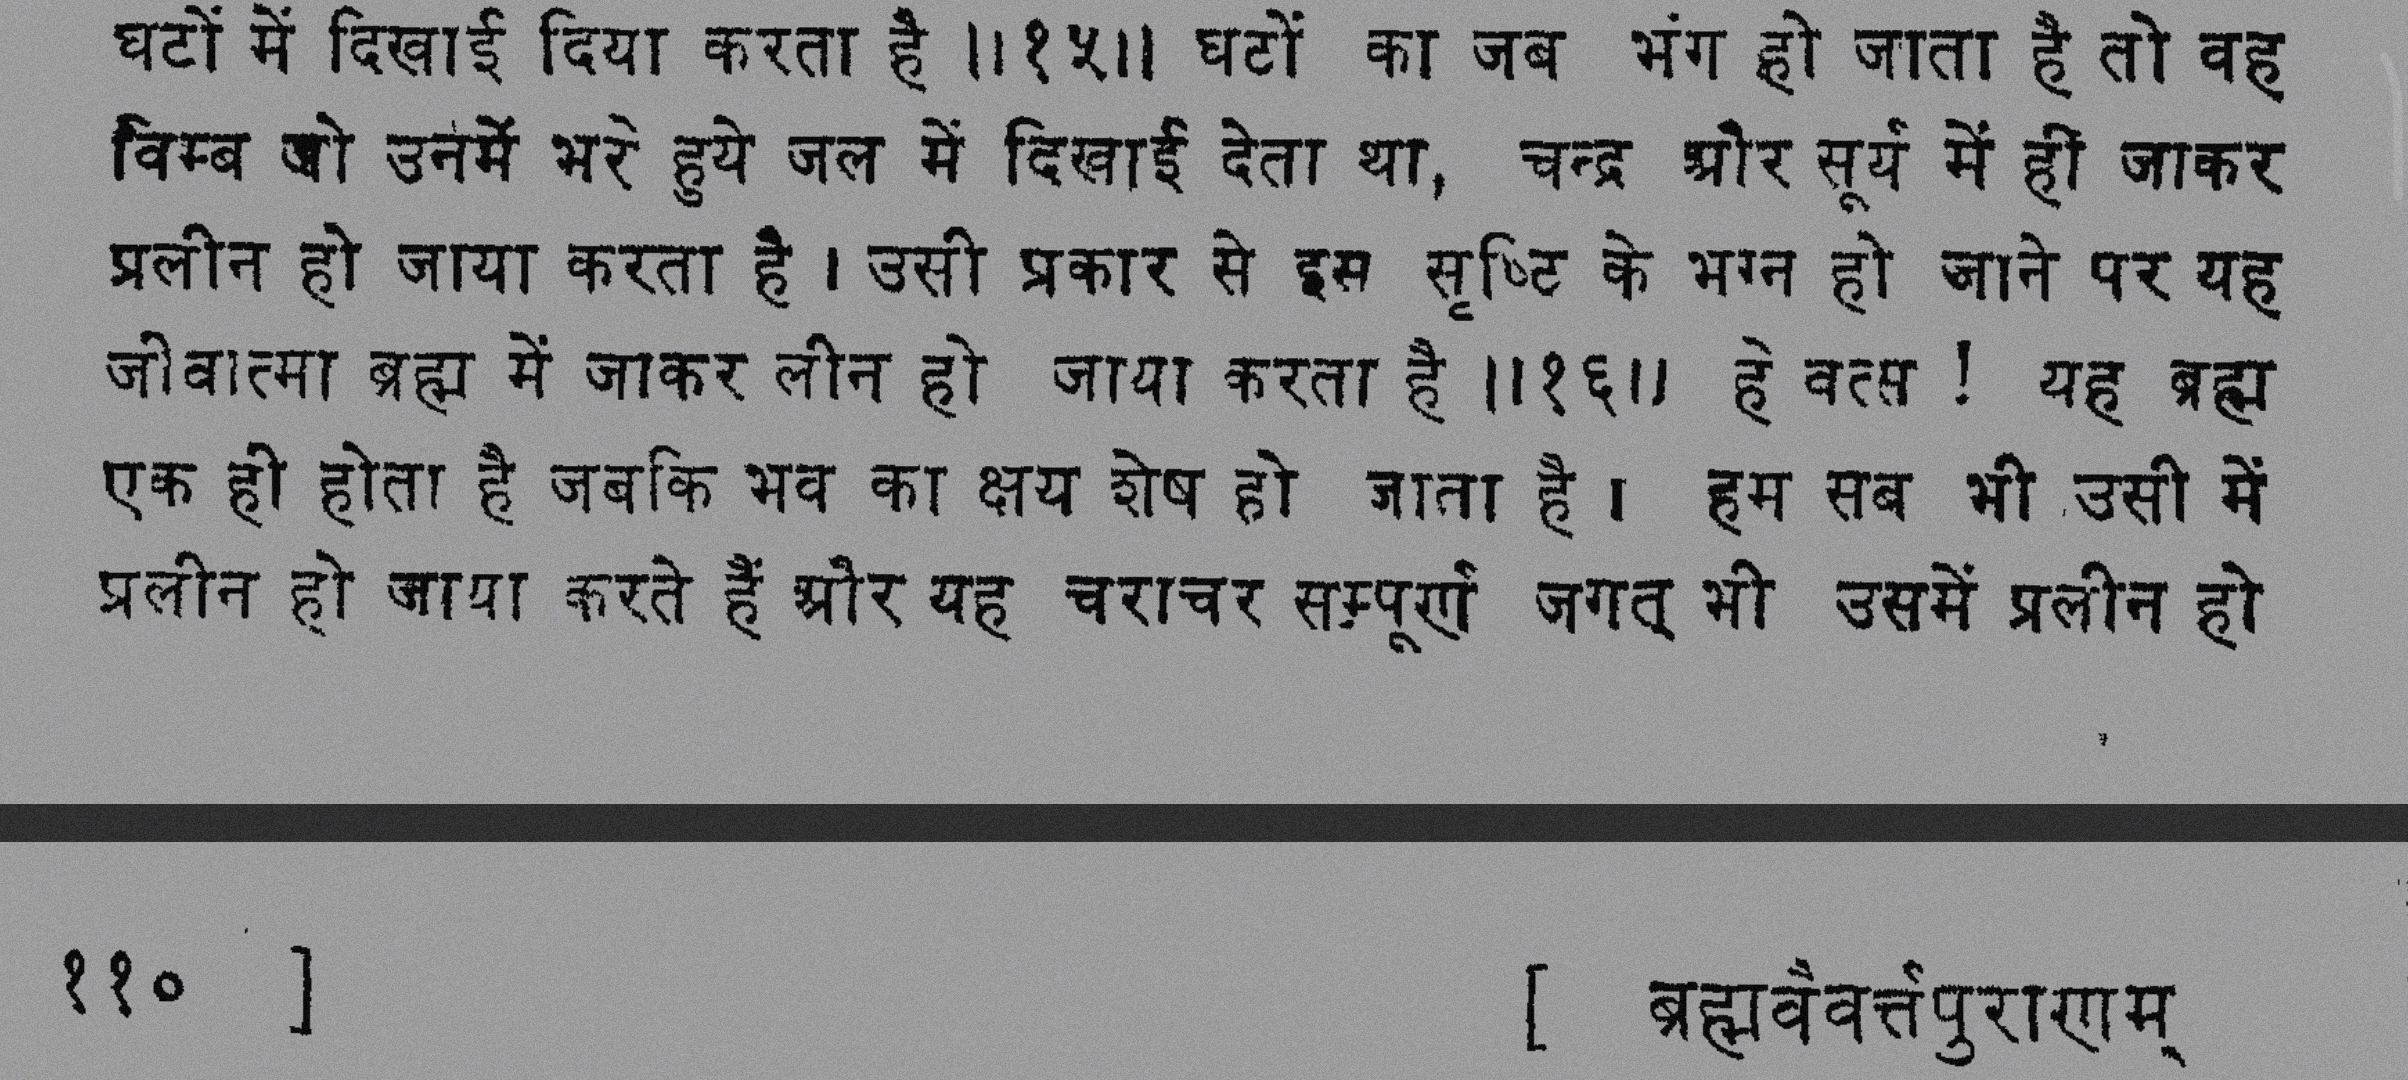 घटों में दिखाई दिया करता है ।।१५।। घटों का जब भंग हो जाता है तो वह
विम्ब जो उनमें भरे हुये जल में दिखाई देता था, चन्द्र और सूर्य में ही जाकर
प्रलीन हो जाया करता है । उसी प्रकार से इस सृष्टि के भग्न हो जाने पर यह
जीवात्मा ब्रह्म में जाकर लीन हो जाया करता है ।।१६।। हे वत्स ! यह ब्रह्म
एक ही होता है जबकि भव का क्षय शेष हो जाता है । हम सब भी उसी में
प्रलीन हो जाया करते हैं और यह चराचर सम्पूर्ण जगत् भी उसमें प्रलीन हो
११० ] [ ब्रह्मवैवर्त्तपुराणम्